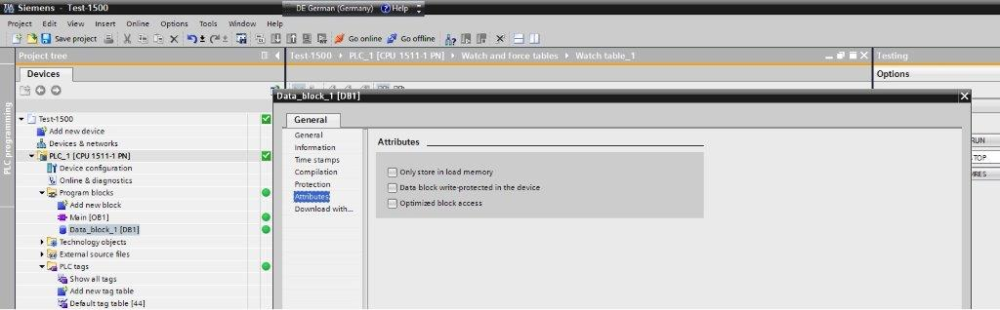 Siemens - Test-1500
DE German (Germany) Help
Project Edit View Insert Online Options Tools Window Help
Save project Go online Go offline
Project tree
Test-1500 PLC_1 [CPU 1511-1 PN] Watch and force tables Watch table_1
Testing
Devices
Options
PLC programming
Data_block_1 [DB1]
General
General
Information
Time stamps
Compilation
Protection
Attributes
Download with...
Attributes
Only store in load memory
Data block write-protected in the device
Optimized block access
Test-1500
Add new device
Devices & networks
PLC_1 [CPU 1511-1 PN]
Device configuration
Online & diagnostics
Program blocks
Add new block
Main [OB1]
Data_block_1 [DB1]
Technology objects
External source files
PLC tags
Show all tags
Add new tag table
Default tag table [44]
RUN
TOP
MRES